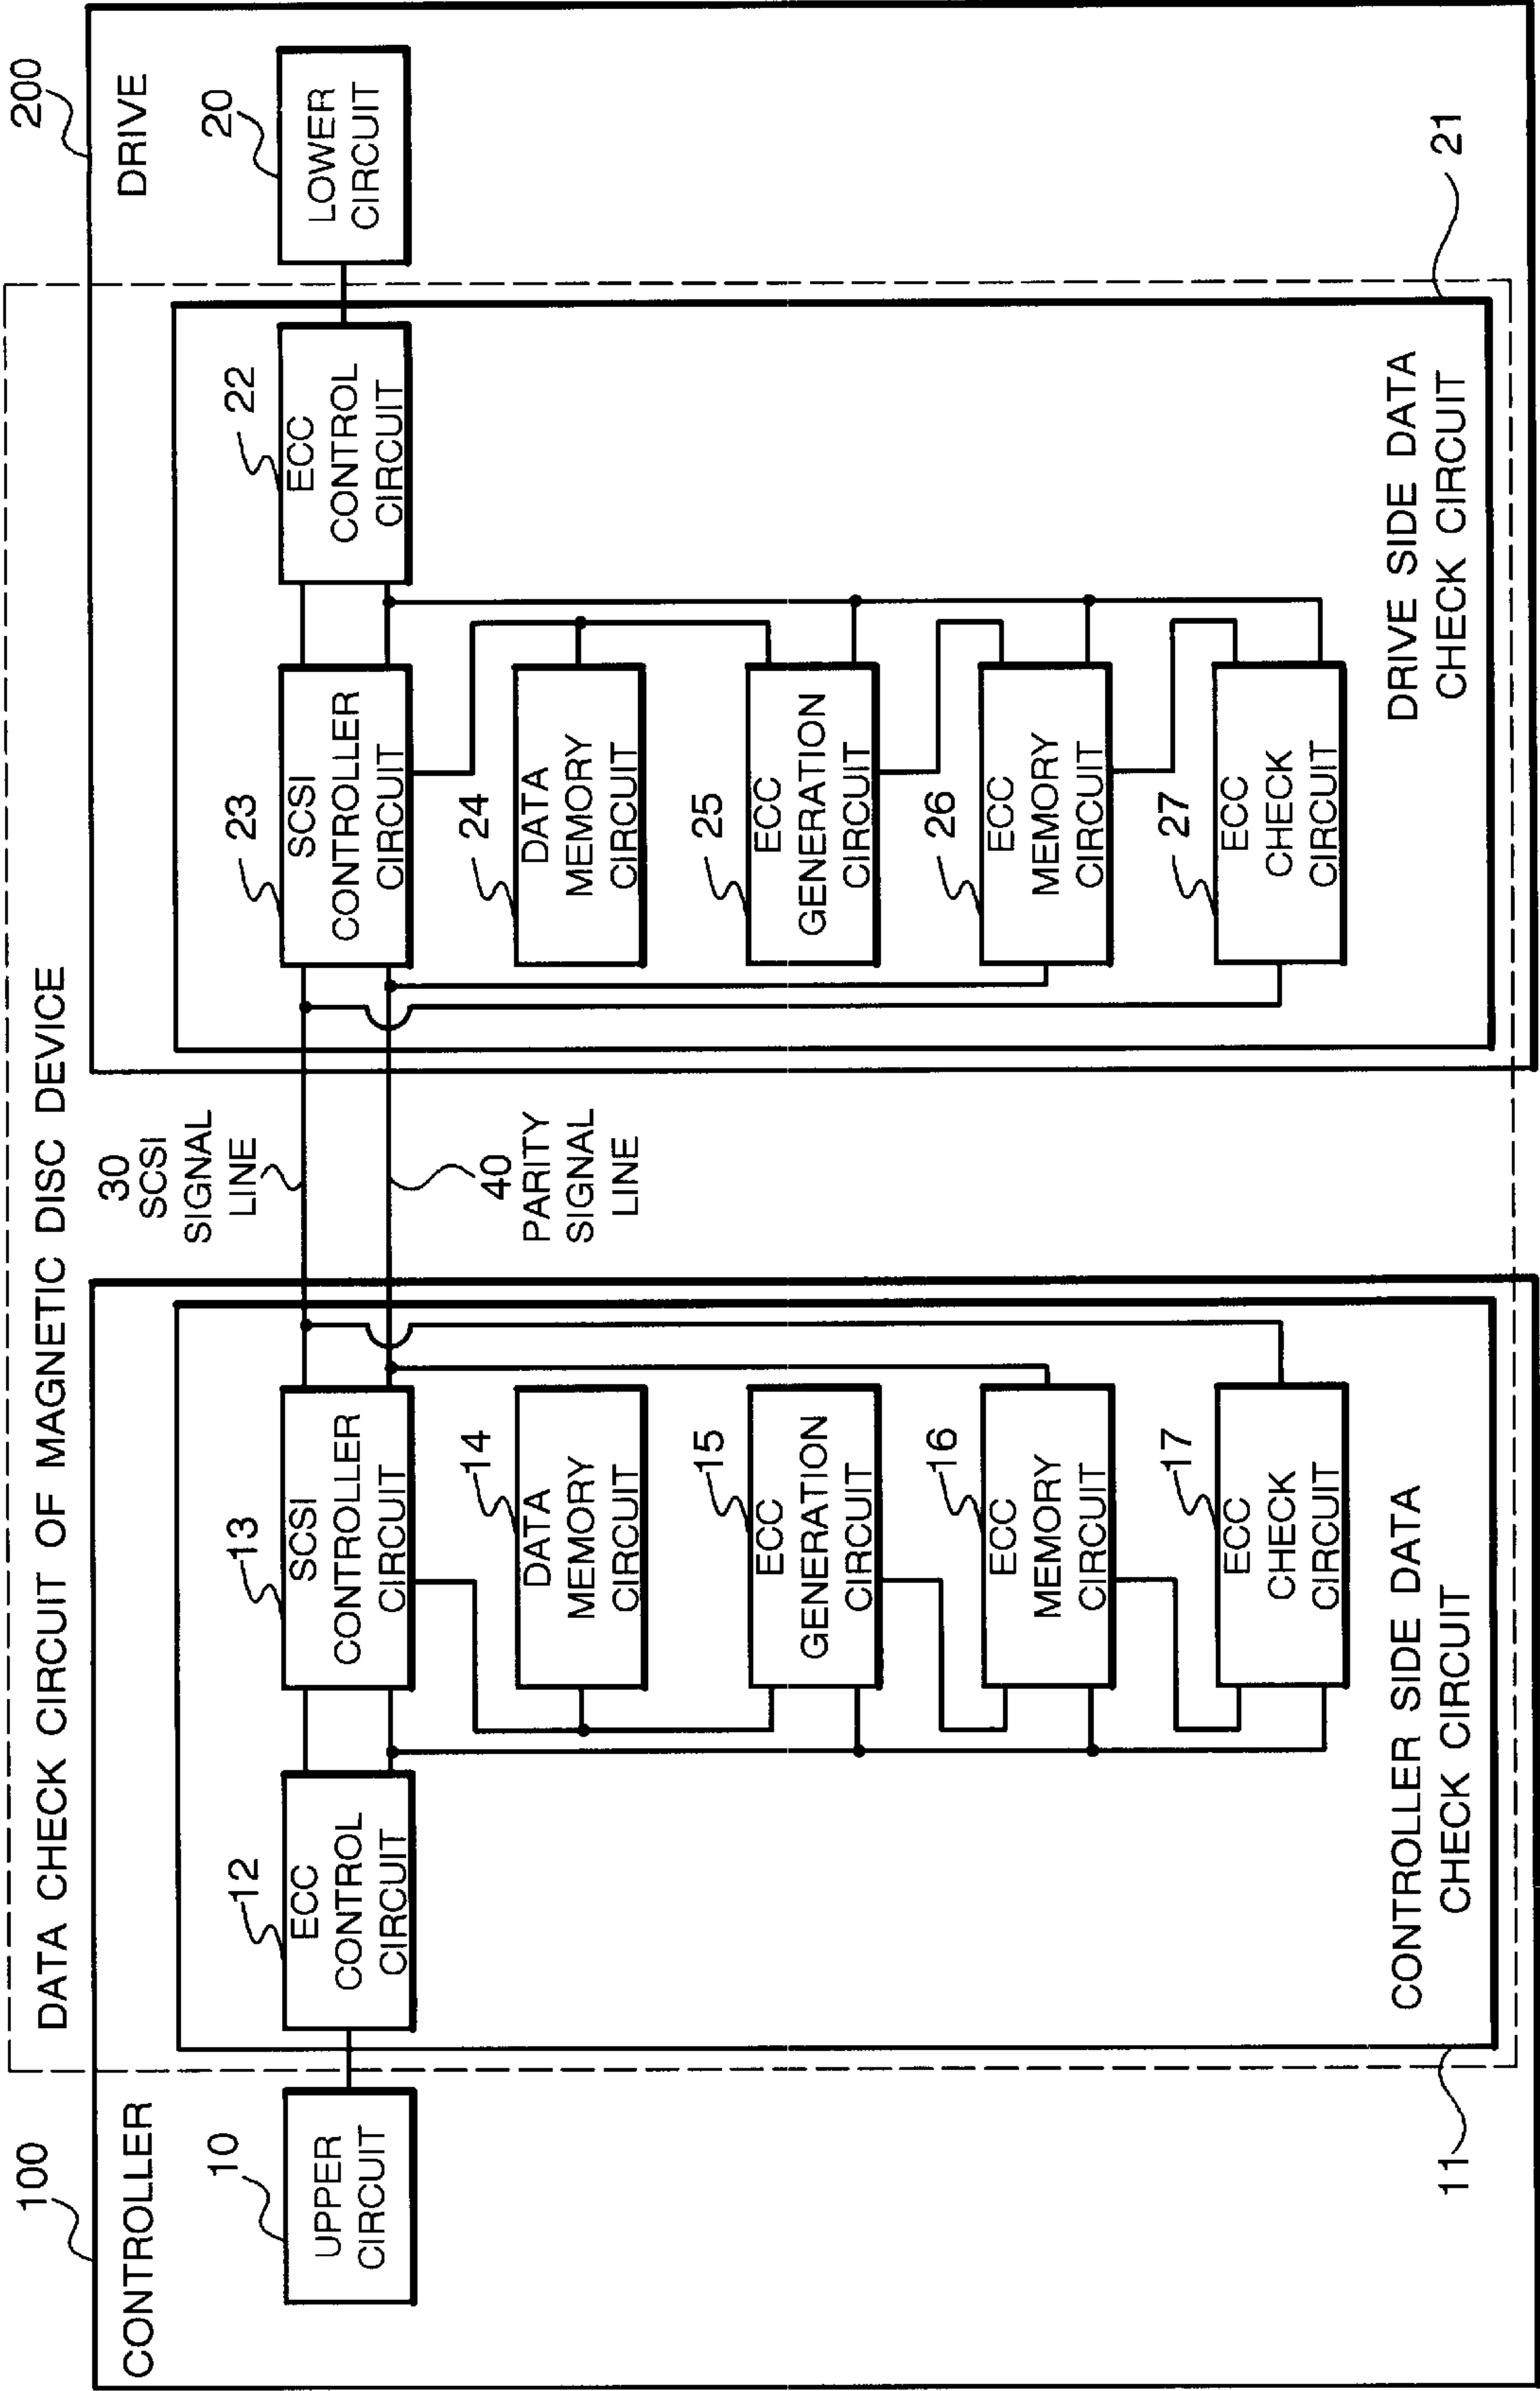 DATA CHECK CIRCUIT OF MAGNETIC DISC DEVICE
100
CONTROLLER
10
UPPER
CIRCUIT
12
ECC
CONTROL
CIRCUIT
13
SCSI
CONTROLLER
CIRCUIT
14
DATA
MEMORY
CIRCUIT
15
ECC
GENERATION
CIRCUIT
16
ECC
MEMORY
CIRCUIT
17
ECC
CHECK
CIRCUIT
CONTROLLER SIDE DATA
CHECK CIRCUIT
11
30
SCSI
SIGNAL
LINE
40
PARITY
SIGNAL
LINE
200
DRIVE
23
SCSI
CONTROLLER
CIRCUIT
22
ECC
CONTROL
CIRCUIT
20
LOWER
CIRCUIT
24
DATA
MEMORY
CIRCUIT
25
ECC
GENERATION
CIRCUIT
26
ECC
MEMORY
CIRCUIT
27
ECC
CHECK
CIRCUIT
DRIVE SIDE DATA
CHECK CIRCUIT
21